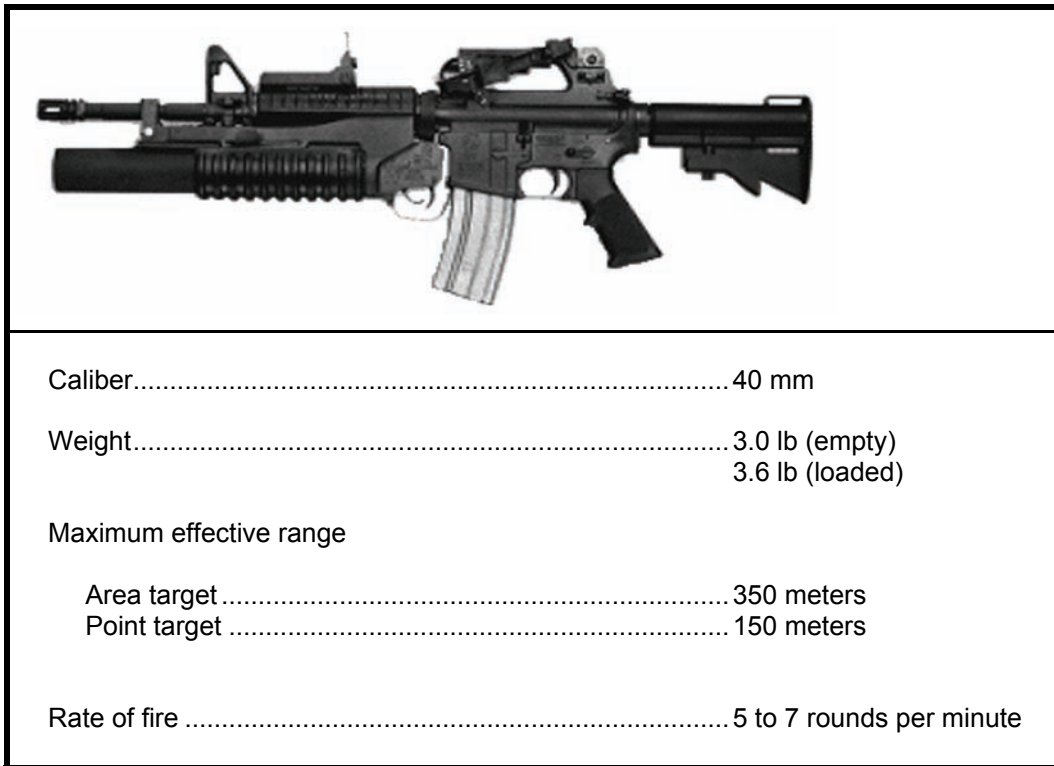 Caliber................................................................................. 40 mm
Weight................................................................................. 3.0 lb (empty)
3.6 lb (loaded)
Maximum effective range
Area target ..................................................................... 350 meters
Point target .................................................................... 150 meters
Rate of fire .......................................................................... 5 to 7 rounds per minute